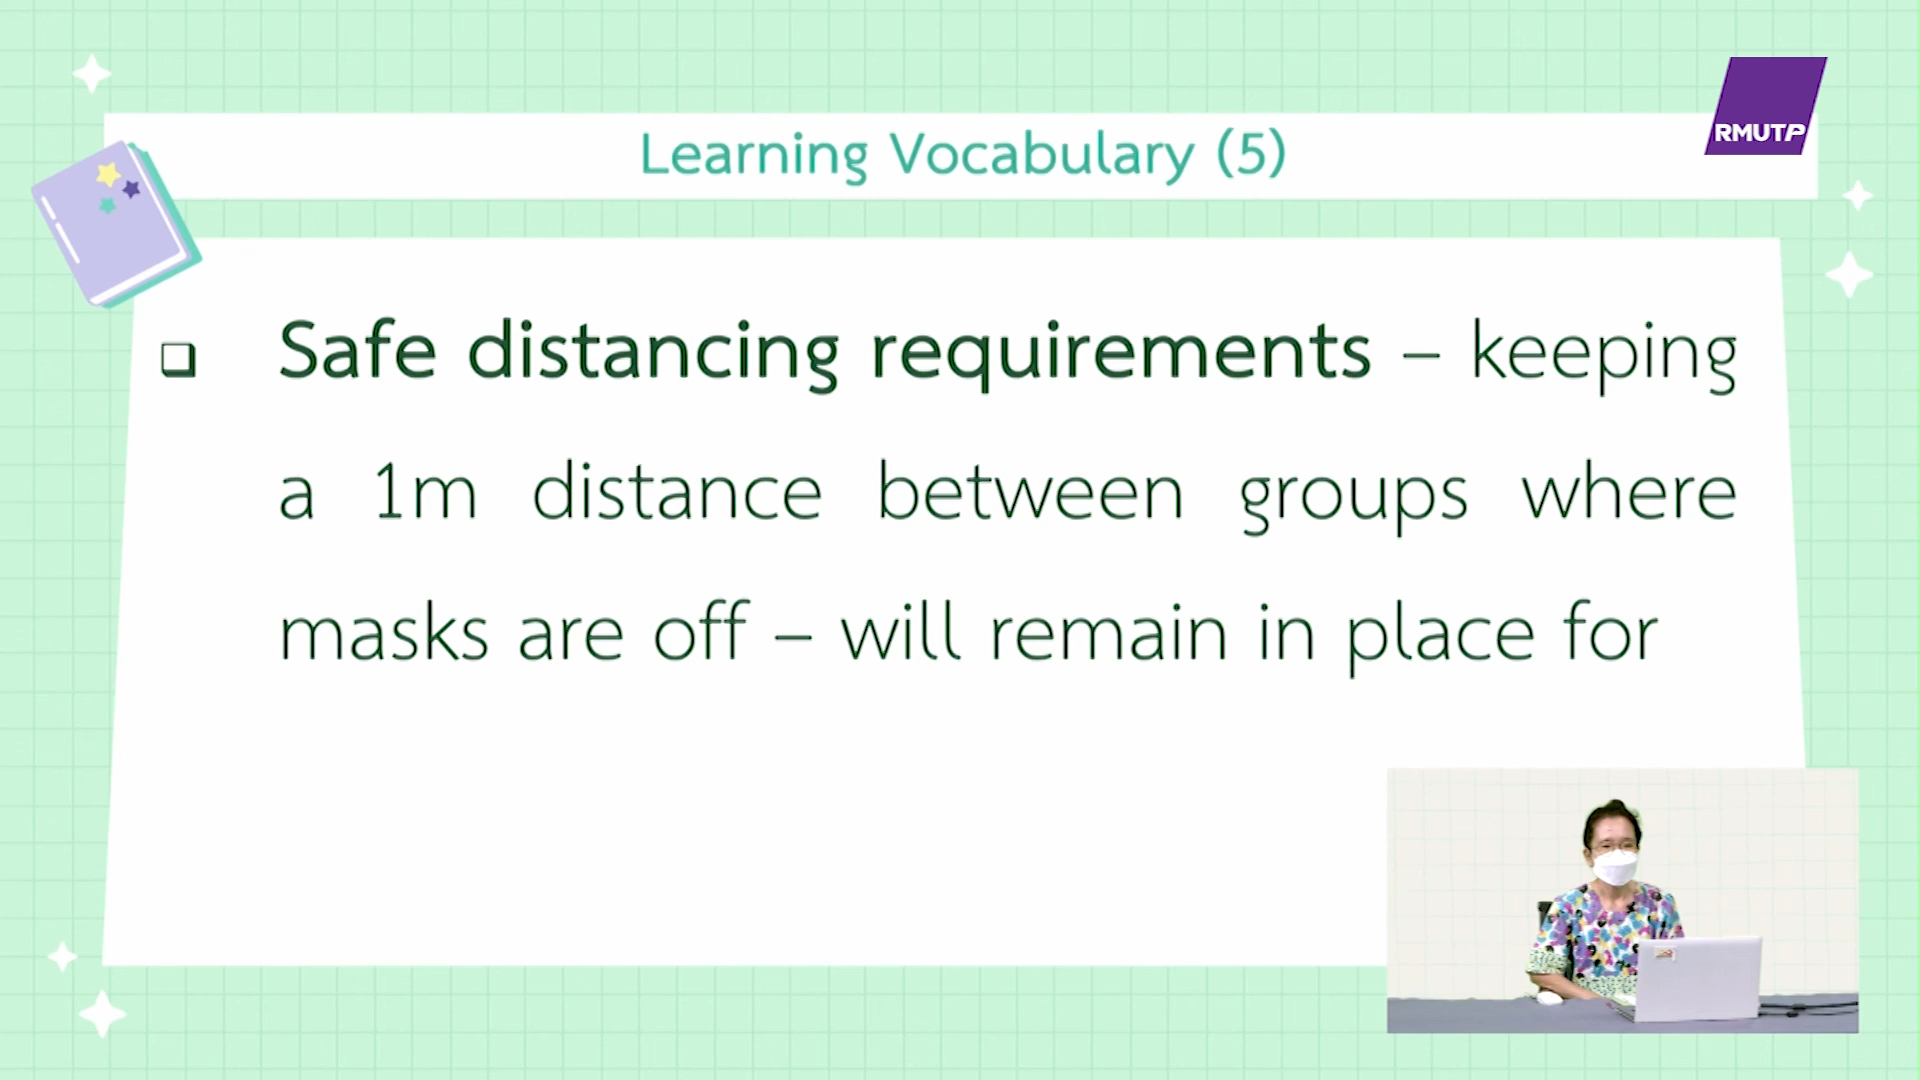 RMUTP
Learning Vocabulary (5)
❑ Safe distancing requirements – keeping
a 1m distance between groups where
masks are off – will remain in place for